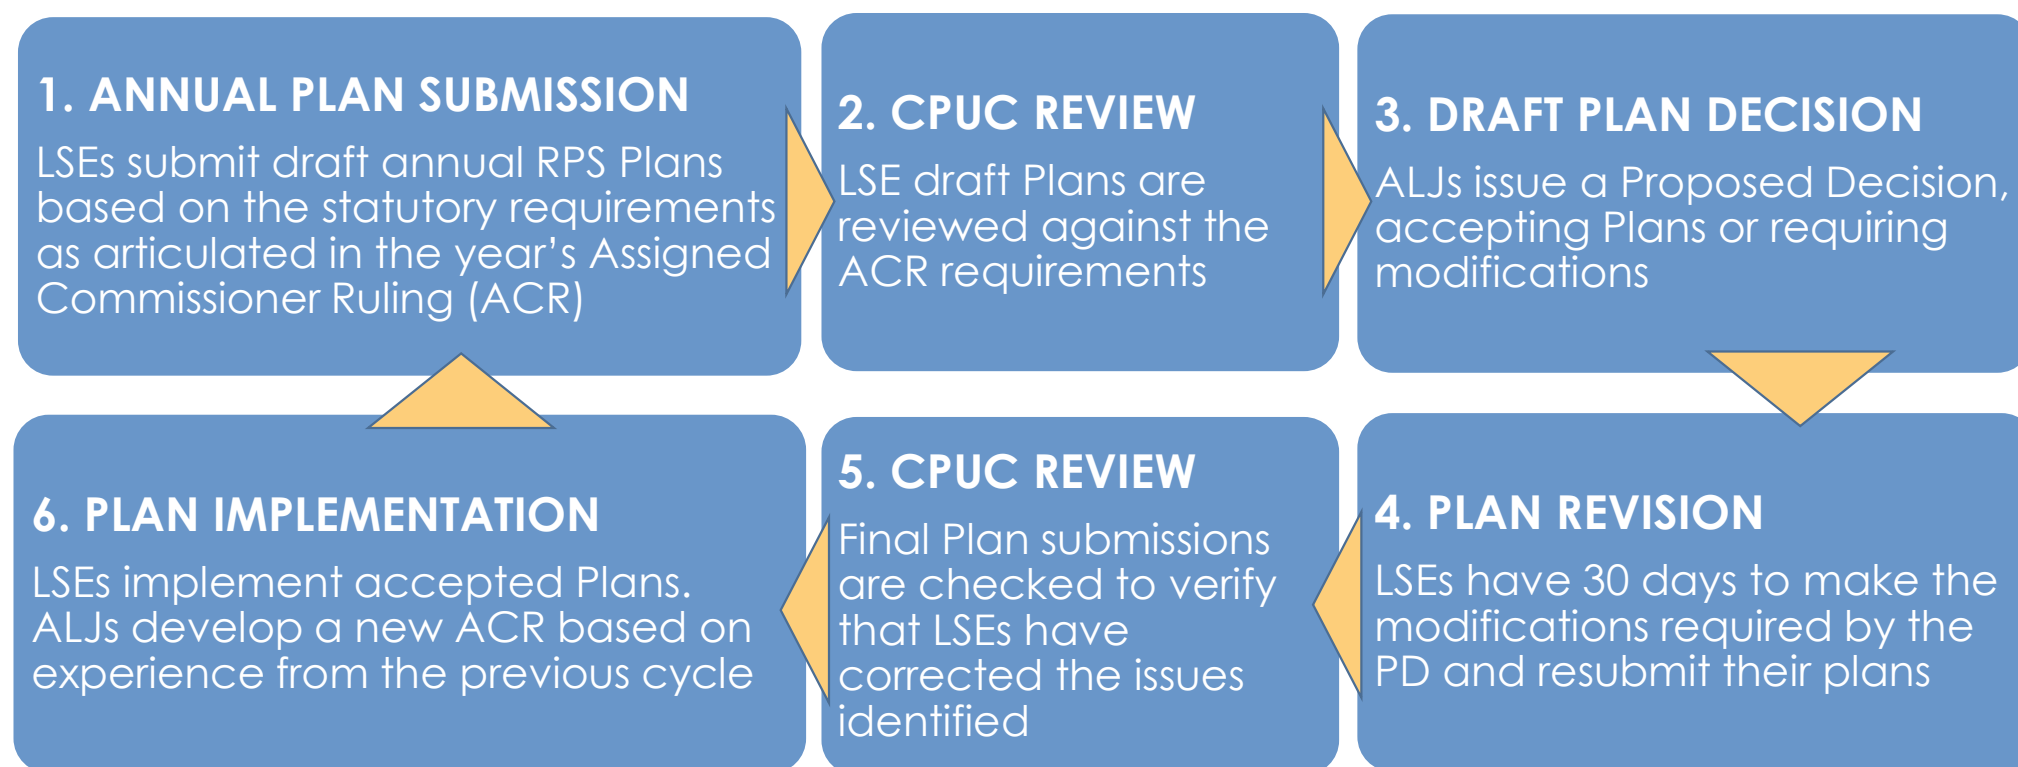 1. ANNUAL PLAN SUBMISSION
LSEs submit draft annual RPS Plans
based on the statutory requirements
as articulated in the year’s Assigned
Commissioner Ruling (ACR)
2. CPUC REVIEW
LSE draft Plans are
reviewed against the
ACR requirements
3. DRAFT PLAN DECISION
ALJs issue a Proposed Decision,
accepting Plans or requiring
modifications
4. PLAN REVISION
LSEs have 30 days to make the
modifications required by the
PD and resubmit their plans
5. CPUC REVIEW
Final Plan submissions
are checked to verify
that LSEs have
corrected the issues
identified
6. PLAN IMPLEMENTATION
LSEs implement accepted Plans.
ALJs develop a new ACR based on
experience from the previous cycle